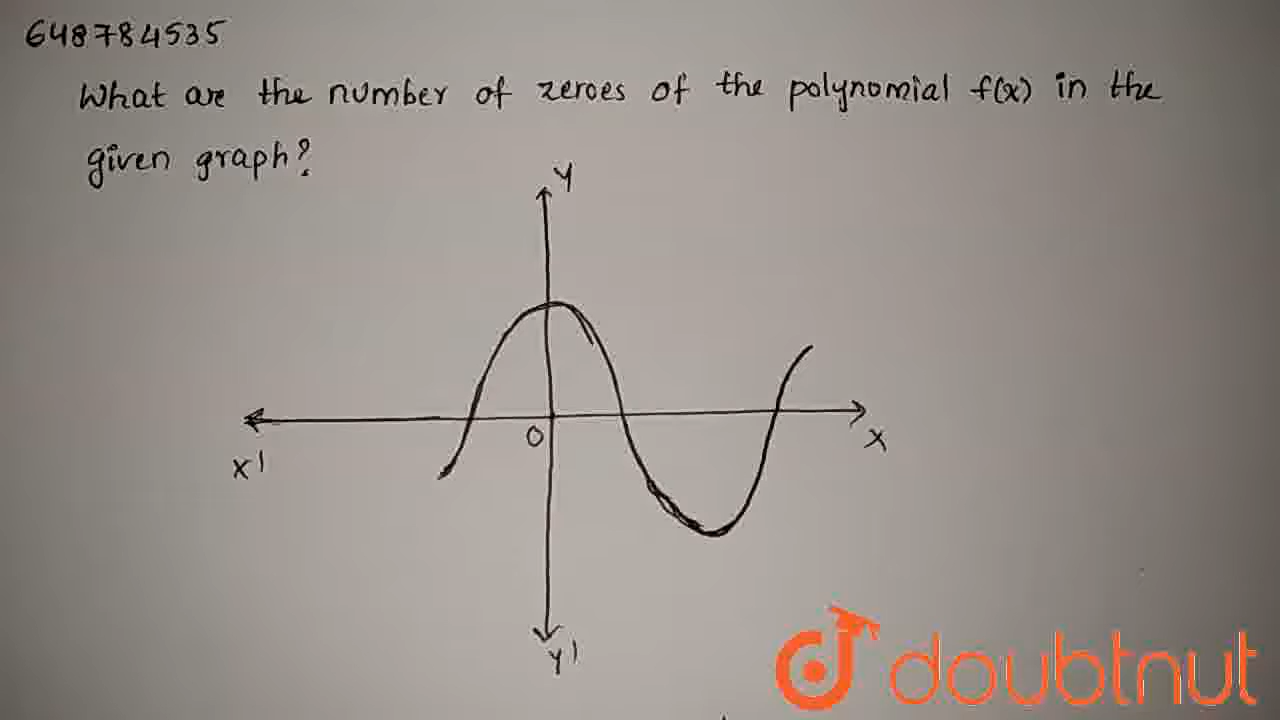 648784535
What are the number of zeroes of the polynomial f(x) in the
given graph?
Y
O
X
X'
Y'
doubtnut